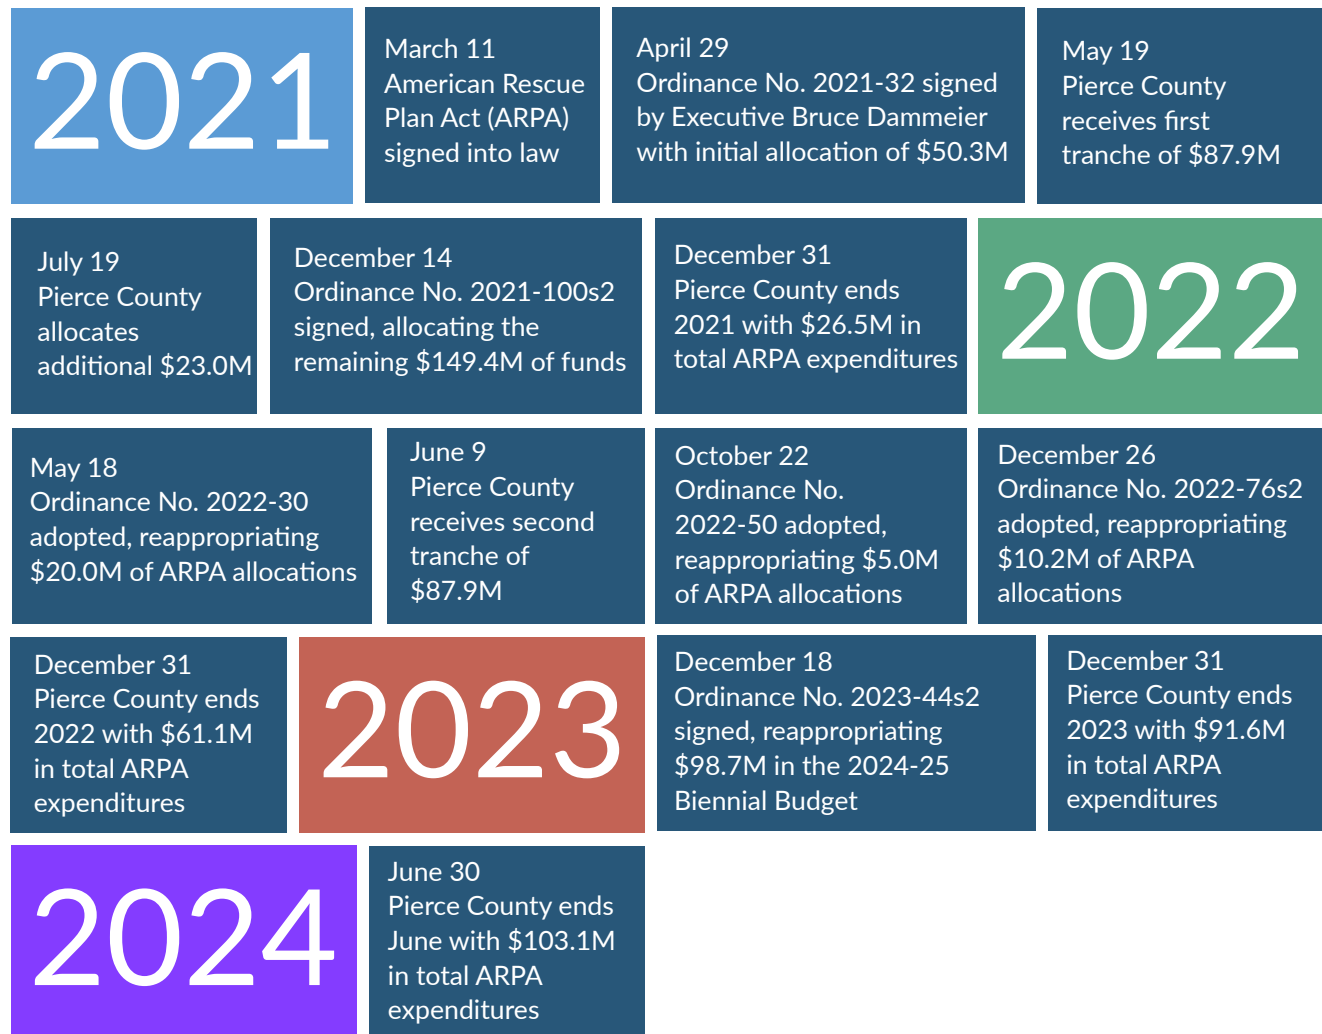 2021
March 11
American Rescue
Plan Act (ARPA)
signed into law
April 29
Ordinance No. 2021-32 signed
by Executive Bruce Dammeier
with initial allocation of $50.3M
May 19
Pierce County
receives first
tranche of $87.9M
July 19
Pierce County
allocates
additional $23.0M
December 14
Ordinance No. 2021-100s2
signed, allocating the
remaining $149.4M of funds
December 31
Pierce County ends
2021 with $26.5M in
total ARPA expenditures
2022
May 18
Ordinance No. 2022-30
adopted, reappropriating
$20.0M of ARPA allocations
June 9
Pierce County
receives second
tranche of
$87.9M
October 22
Ordinance No.
2022-50 adopted,
reappropriating $5.0M
of ARPA allocations
December 26
Ordinance No. 2022-76s2
adopted, reappropriating
$10.2M of ARPA
allocations
December 31
Pierce County ends
2022 with $61.1M
in total ARPA
expenditures
2023
December 18
Ordinance No. 2023-44s2
signed, reappropriating
$98.7M in the 2024-25
Biennial Budget
December 31
Pierce County ends
2023 with $91.6M
in total ARPA
expenditures
2024
June 30
Pierce County ends
June with $103.1M
in total ARPA
expenditures